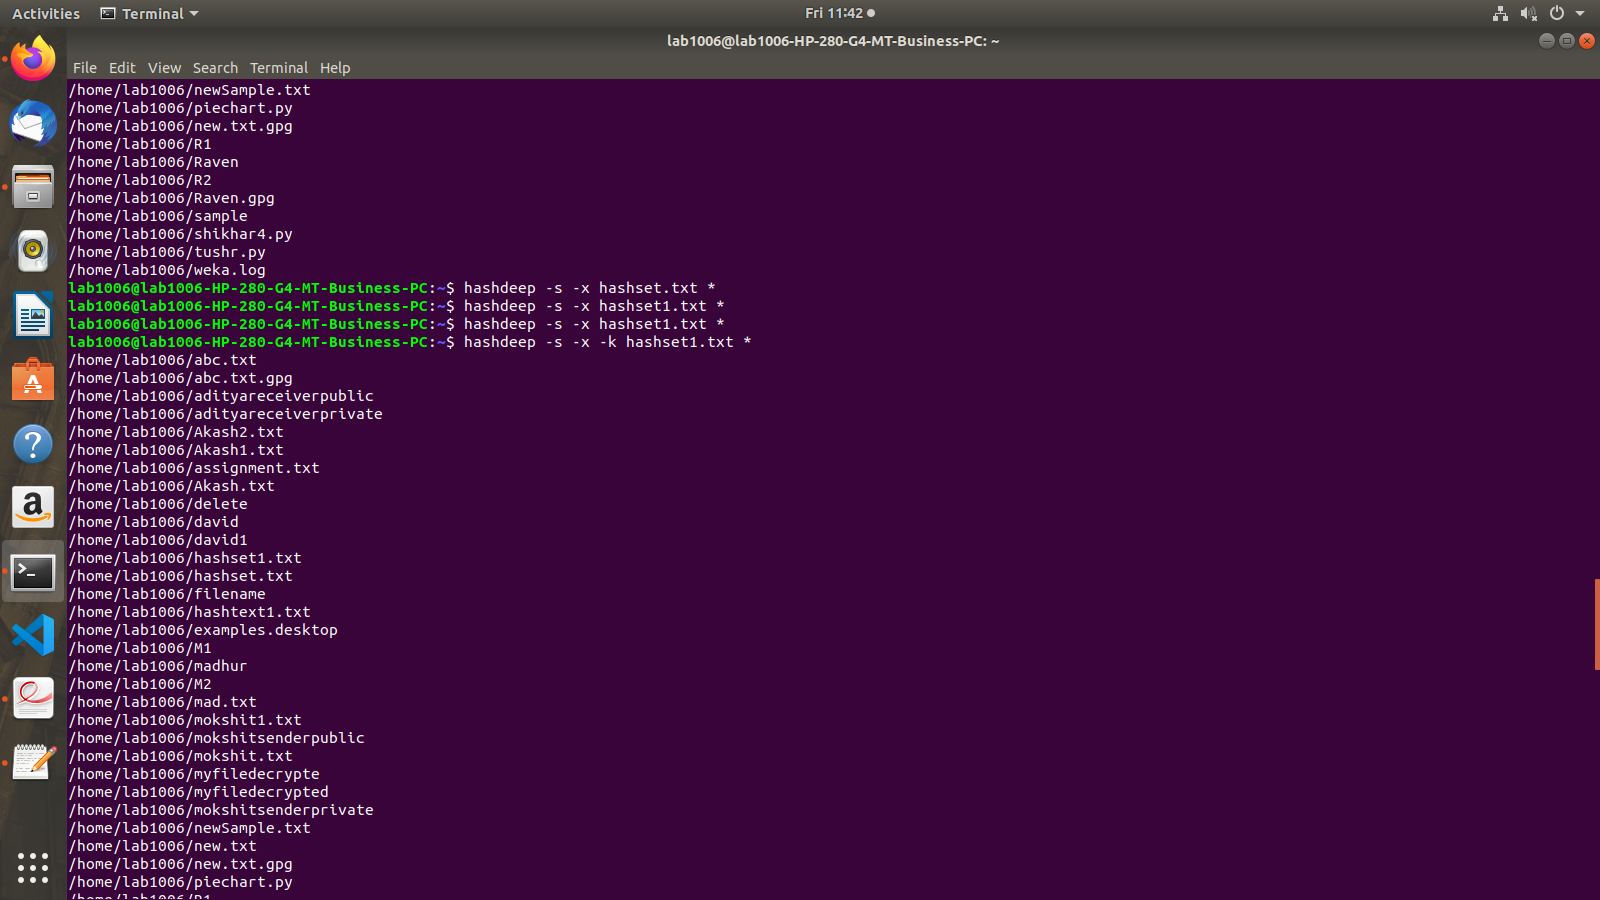 Activities
Terminal
Fri 11:42
lab1006@lab1006-HP-280-G4-MT-Business-PC: ~
File Edit View Search Terminal Help
/home/lab1006/newSample.txt
/home/lab1006/piechart.py
/home/lab1006/new.txt.gpg
/home/lab1006/R1
/home/lab1006/Raven
/home/lab1006/R2
/home/lab1006/Raven.gpg
/home/lab1006/sample
/home/lab1006/shikhar4.py
/home/lab1006/tushr.py
/home/lab1006/weka.log
lab1006@lab1006-HP-280-G4-MT-Business-PC:~$ hashdeep -s -x hashset.txt *
lab1006@lab1006-HP-280-G4-MT-Business-PC:~$ hashdeep -s -x hashset1.txt *
lab1006@lab1006-HP-280-G4-MT-Business-PC:~$ hashdeep -s -x hashset1.txt *
lab1006@lab1006-HP-280-G4-MT-Business-PC:~$ hashdeep -s -x -k hashset1.txt *
/home/lab1006/abc.txt
/home/lab1006/abc.txt.gpg
/home/lab1006/adityareceiverpublic
/home/lab1006/adityareceiverprivate
/home/lab1006/Akash2.txt
/home/lab1006/Akash1.txt
/home/lab1006/assignment.txt
/home/lab1006/Akash.txt
/home/lab1006/delete
/home/lab1006/david
/home/lab1006/david1
/home/lab1006/hashset1.txt
/home/lab1006/hashset.txt
/home/lab1006/filename
/home/lab1006/hashtext1.txt
/home/lab1006/examples.desktop
/home/lab1006/M1
/home/lab1006/madhur
/home/lab1006/M2
/home/lab1006/mad.txt
/home/lab1006/mokshit1.txt
/home/lab1006/mokshitsenderpublic
/home/lab1006/mokshit.txt
/home/lab1006/myfiledecrypte
/home/lab1006/myfiledecrypted
/home/lab1006/mokshitsenderprivate
/home/lab1006/newSample.txt
/home/lab1006/new.txt
/home/lab1006/new.txt.gpg
/home/lab1006/piechart.py
/home/lab1006/R1